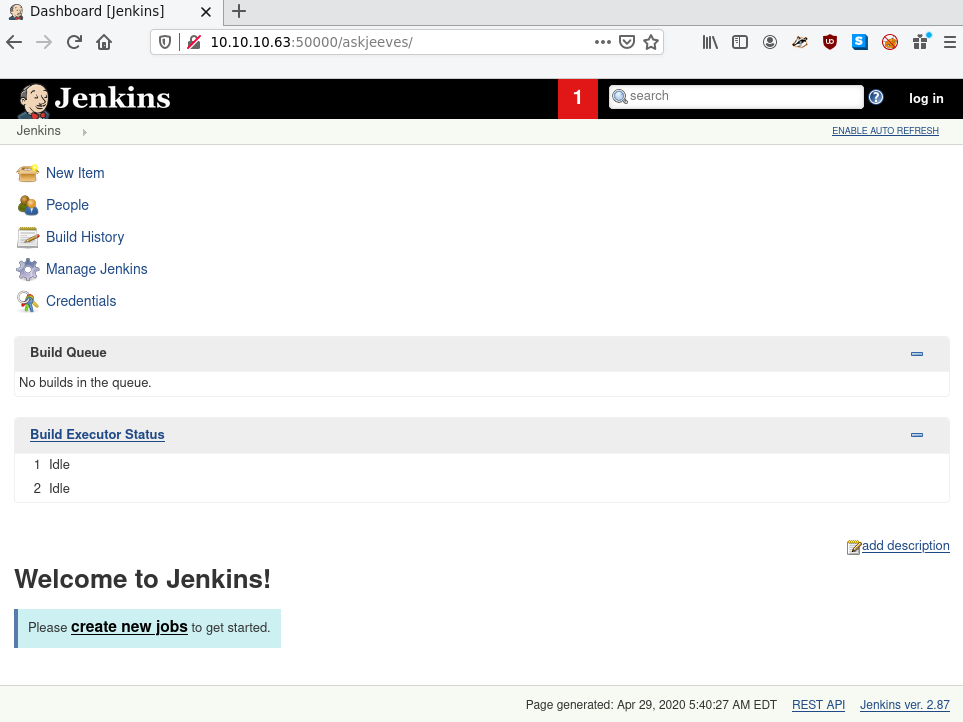 Dashboard [Jenkins]
10.10.10.63:50000/askjeeves/
Jenkins
1
search
log in
Jenkins
ENABLE AUTO REFRESH
New Item
People
Build History
Manage Jenkins
Credentials
Build Queue
No builds in the queue.
Build Executor Status
1 Idle
2 Idle
add description
Welcome to Jenkins!
Please create new jobs to get started.
Page generated: Apr 29, 2020 5:40:27 AM EDT REST API Jenkins ver. 2.87